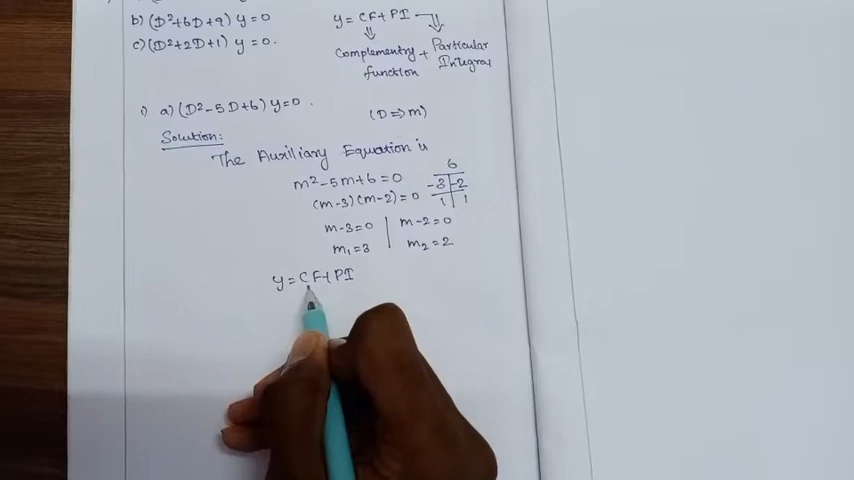 b) (D²+6D+9) y = 0
c) (D²+2D+1) y = 0.
y = CF + PI
Complementry + Particular
function Integral
1) a) (D²-5D+6) y = 0.
(D ⇒ m)
Solution:
The Auxiliary Equation is
m²-5m+6 = 0
(m-3)(m-2) = 0
6
-3 | -2
1 | 1
m-3=0 | m-2=0
m₁=3 | m₂=2
y = CF + PI